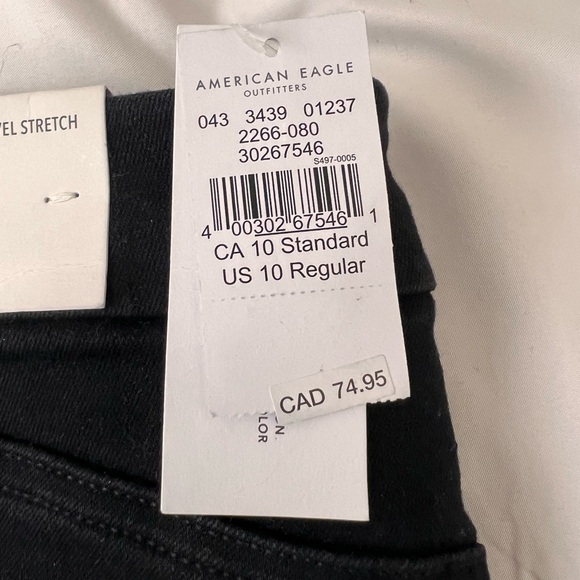 VEL STRETCH
AMERICAN EAGLE
OUTFITTERS
043 3439 01237
2266-080
30267546
S497-0005
4 00302 67546 1
CA 10 Standard
US 10 Regular
CAD 74.95